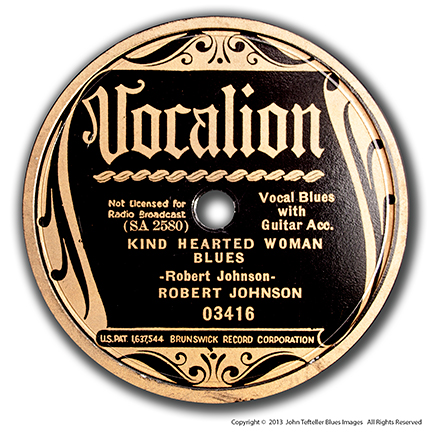 Vocalion
Not Licensed for
Radio Broadcast
(SA 2580)
Vocal Blues
with
Guitar Acc.
KIND HEARTED WOMAN
BLUES
-Robert Johnson-
ROBERT JOHNSON
03416
U.S. PAT. 1,637,544 BRUNSWICK RECORD CORPORATION
Copyright © 2013 John Tefteller Blues Images All Rights Reserved